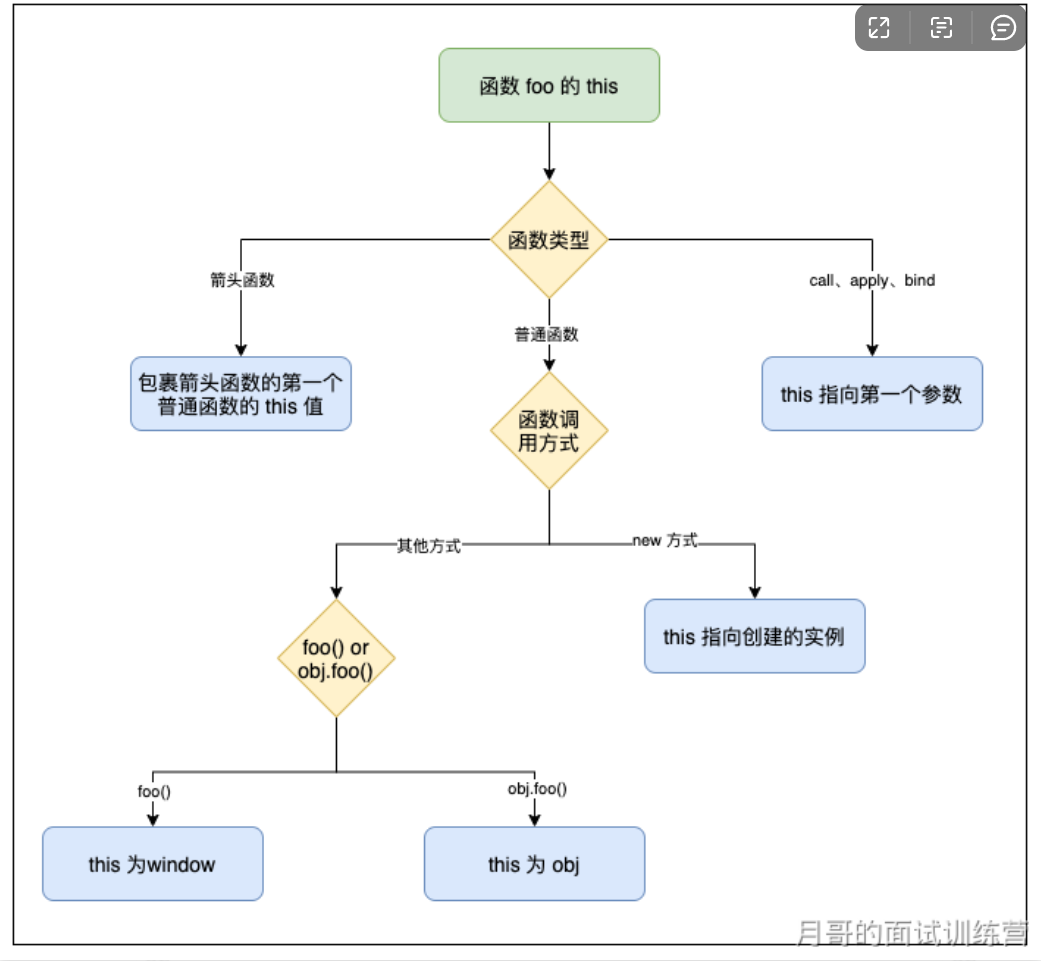 函数 foo 的 this
函数类型
箭头函数
call、apply、bind
普通函数
包裹箭头函数的第一个
普通函数的 this 值
this 指向第一个参数
函数调
用方式
其他方式
new 方式
foo() or
obj.foo()
this 指向创建的实例
foo()
obj.foo()
this 为window
this 为 obj
月哥的面试训练营